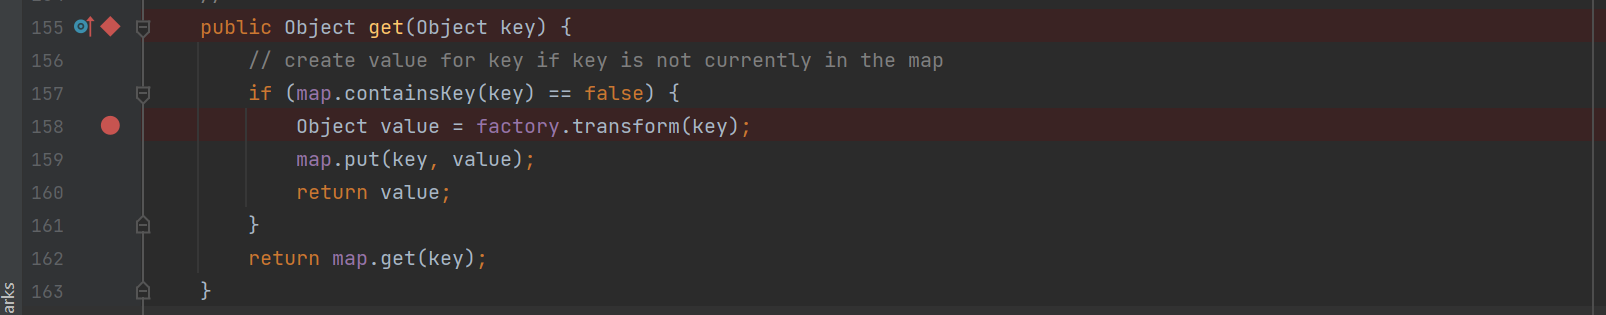 155 public Object get(Object key) {
156 // create value for key if key is not currently in the map
157 if (map.containsKey(key) == false) {
158 Object value = factory.transform(key);
159 map.put(key, value);
160 return value;
161 }
162 return map.get(key);
163 }
arks